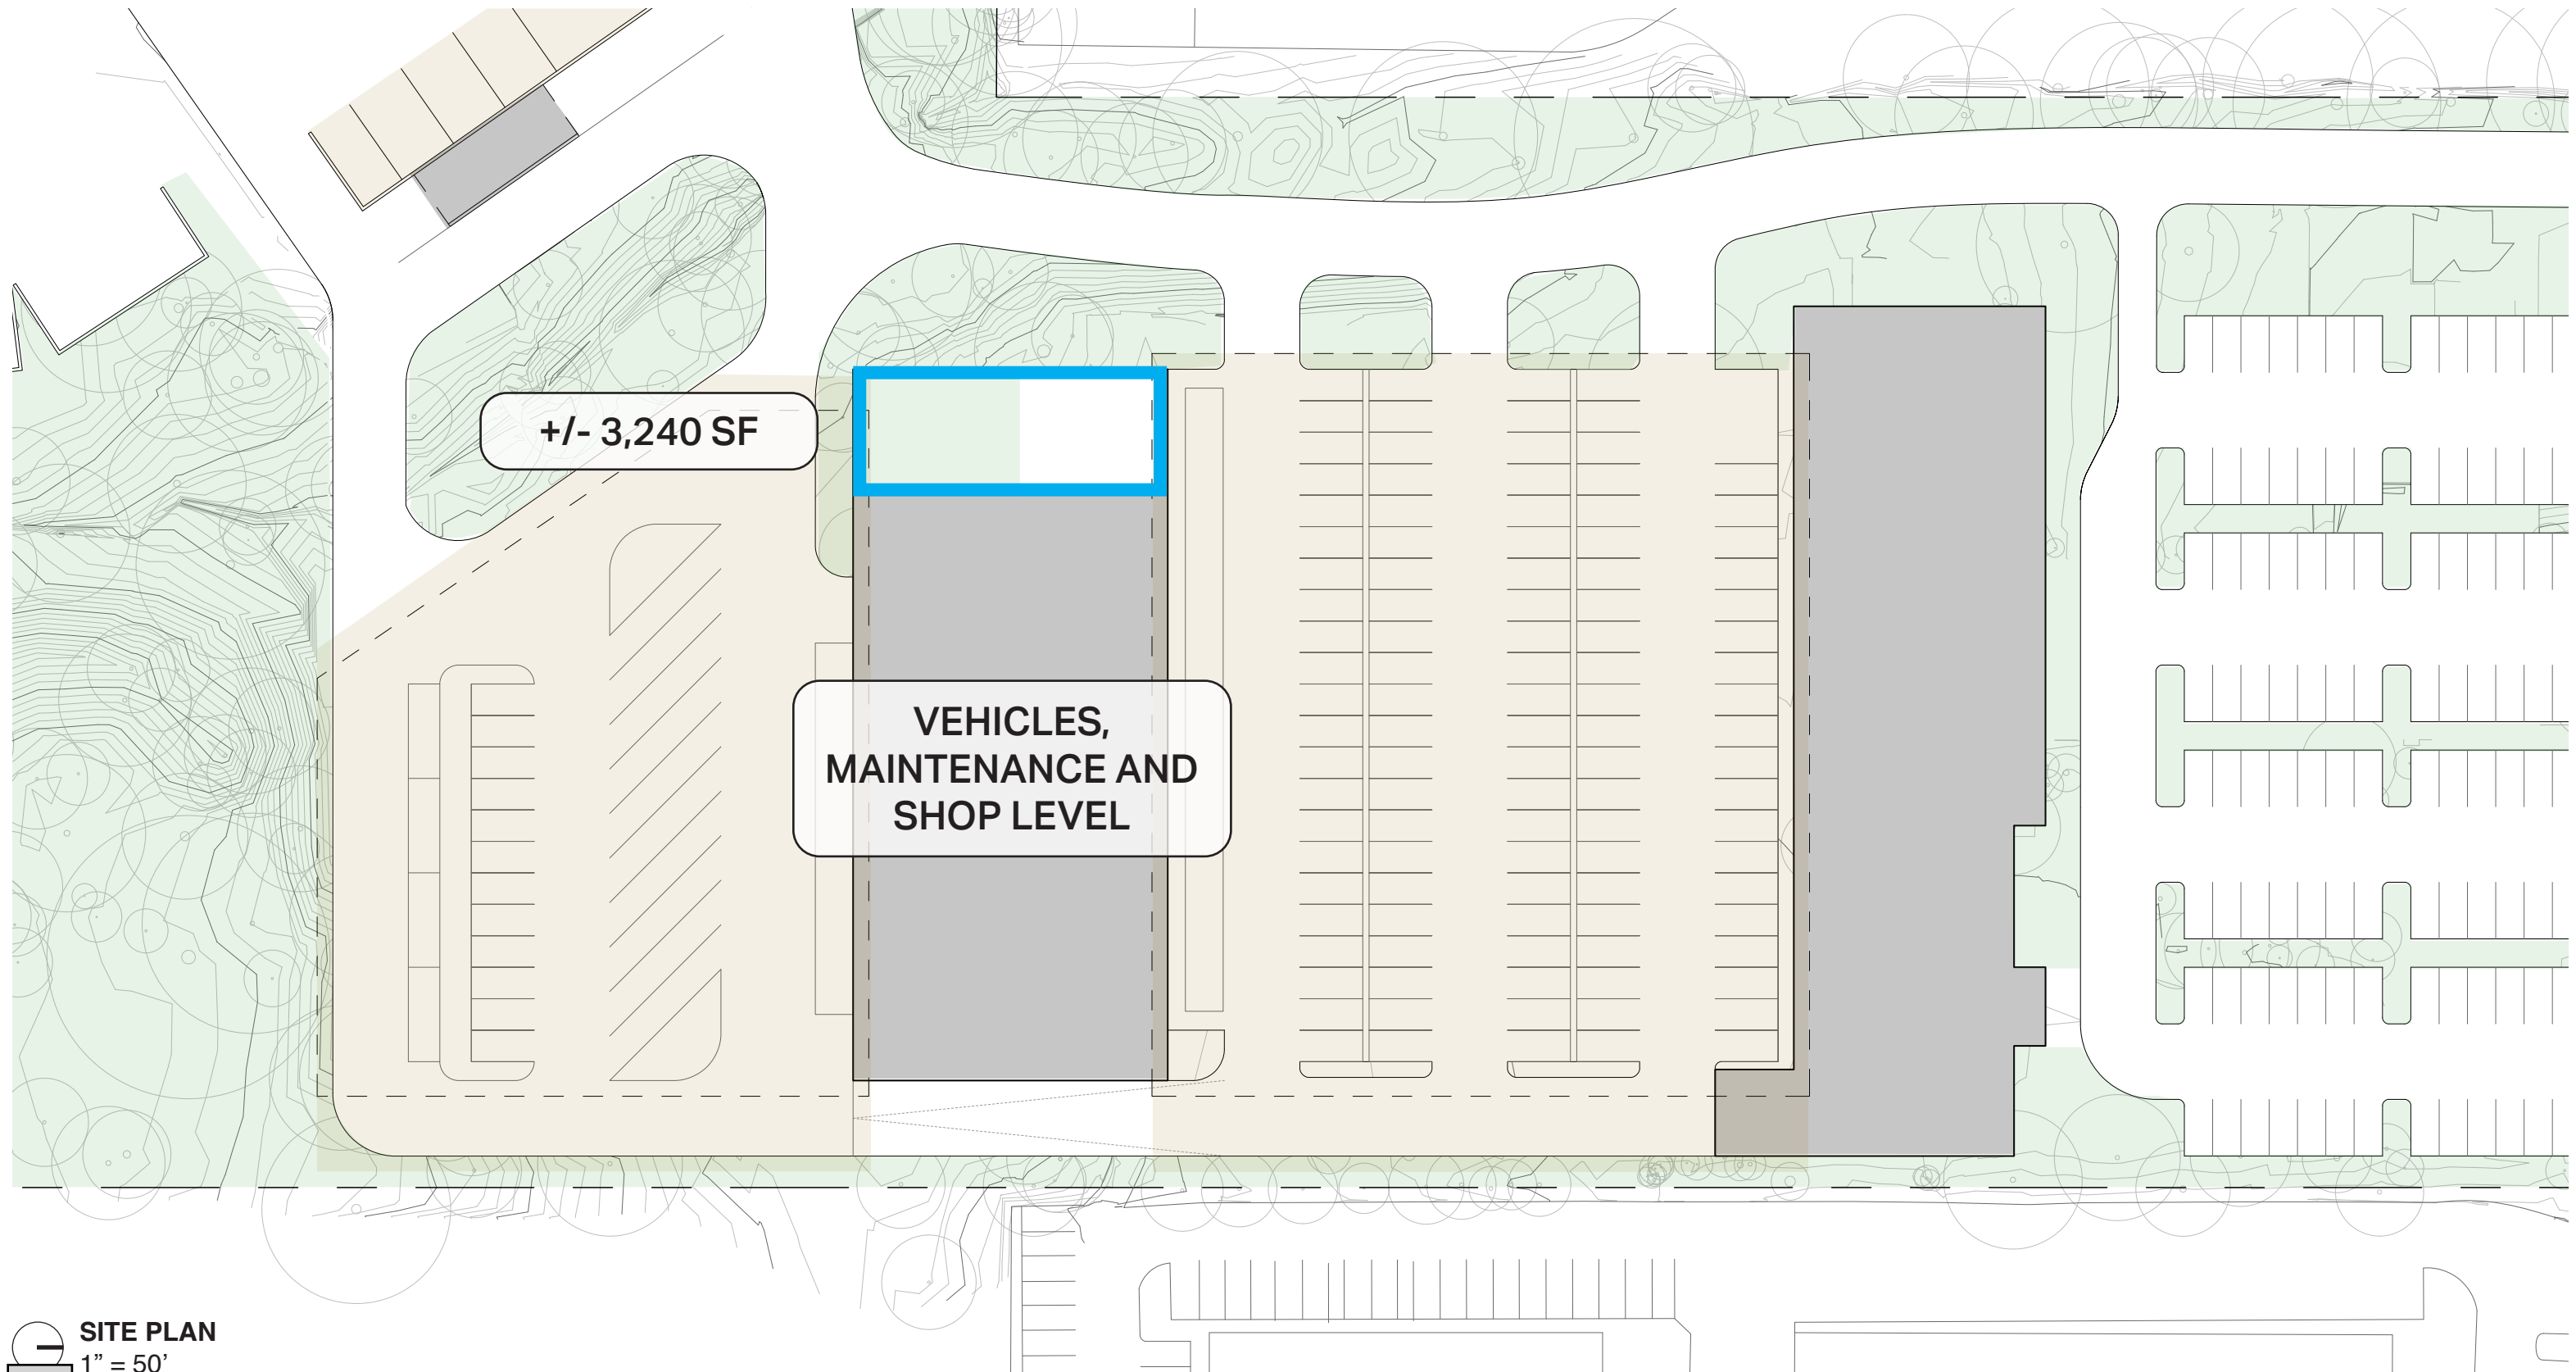 +/- 3,240 SF
VEHICLES,
MAINTENANCE AND
SHOP LEVEL
SITE PLAN
1” = 50’